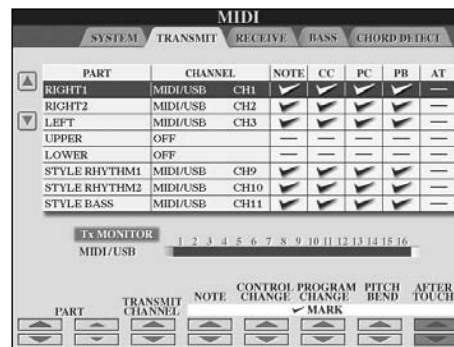 MIDI
SYSTEM TRANSMIT RECEIVE BASS CHORD DETECT
PART CHANNEL NOTE CC PC PB AT
RIGHT1 MIDI/USB CH1
RIGHT2 MIDI/USB CH2
LEFT MIDI/USB CH3
UPPER OFF
LOWER OFF
STYLE RHYTHM1 MIDI/USB CH9
STYLE RHYTHM2 MIDI/USB CH10
STYLE BASS MIDI/USB CH11
Tx MONITOR
MIDI/USB 1 2 3 4 5 6 7 8 9 10 11 12 13 14 15 16
PART TRANSMIT CHANNEL NOTE CONTROL CHANGE PROGRAM CHANGE PITCH BEND AFTER TOUCH
MARK